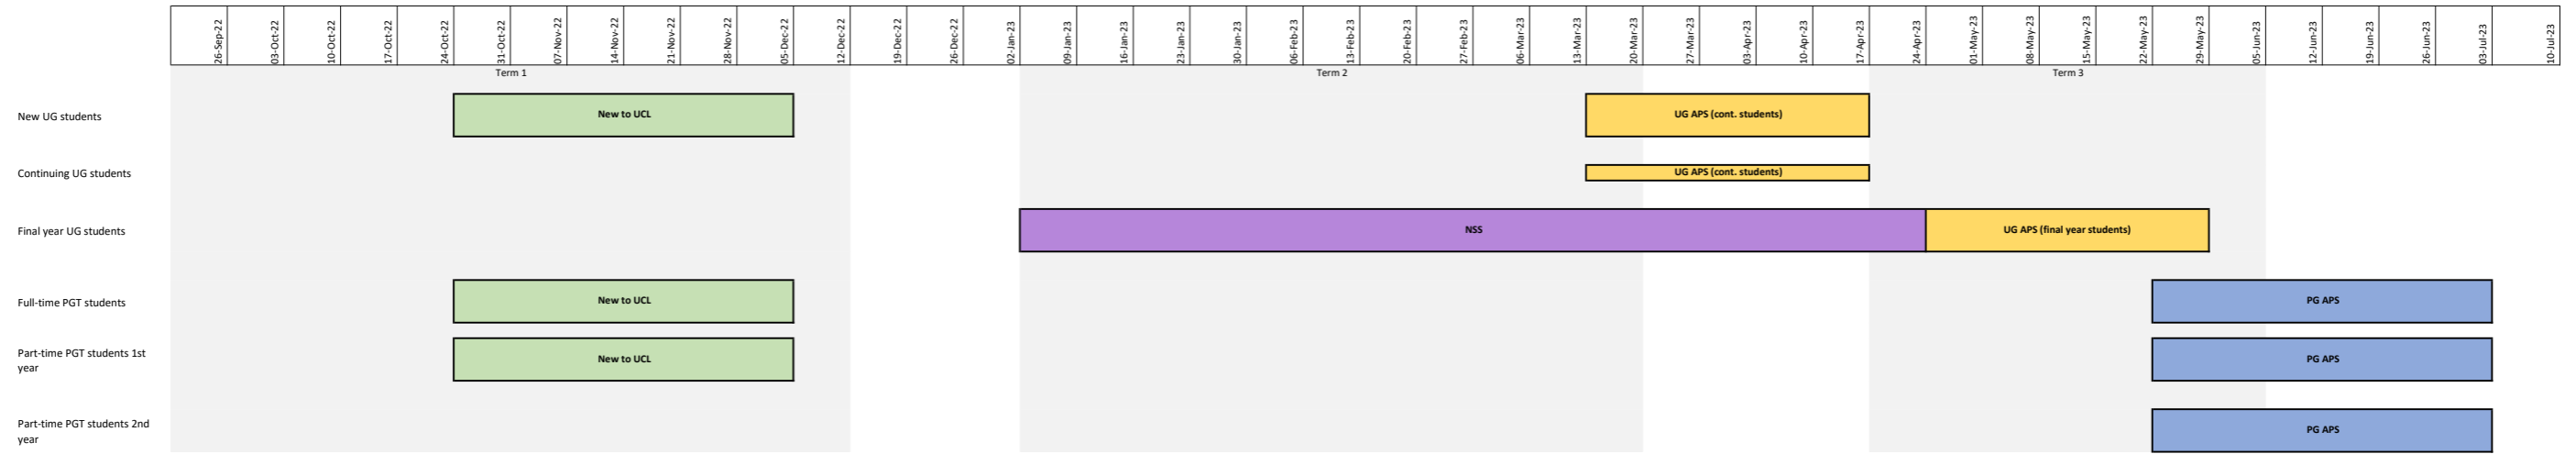 26-Sep-22
03-Oct-22
10-Oct-22
17-Oct-22
24-Oct-22
31-Oct-22
07-Nov-22
14-Nov-22
21-Nov-22
28-Nov-22
05-Dec-22
12-Dec-22
19-Dec-22
26-Dec-22
02-Jan-23
09-Jan-23
16-Jan-23
23-Jan-23
30-Jan-23
06-Feb-23
13-Feb-23
20-Feb-23
27-Feb-23
06-Mar-23
13-Mar-23
20-Mar-23
27-Mar-23
03-Apr-23
10-Apr-23
17-Apr-23
24-Apr-23
01-May-23
08-May-23
15-May-23
22-May-23
29-May-23
05-Jun-23
12-Jun-23
19-Jun-23
26-Jun-23
03-Jul-23
10-Jul-23
Term 1
Term 2
Term 3
New UG students
New to UCL
UG APS (cont. students)
Continuing UG students
UG APS (cont. students)
Final year UG students
NSS
UG APS (final year students)
Full-time PGT students
New to UCL
PG APS
Part-time PGT students 1st
year
New to UCL
PG APS
Part-time PGT students 2nd
year
PG APS